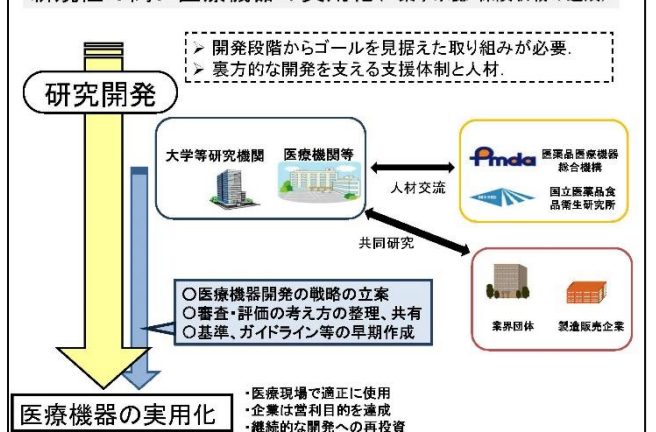 ➢ 開発段階からゴールを見据えた取り組みが必要.
➢ 裏方的な開発を支える支援体制と人材.
研究開発
大学等研究機関
医療機関等
人材交流
Pmda
医薬品医療機器
総合機構
国立医薬品食
品衛生研究所
共同研究
業界団体
製造販売企業
○医療機器開発の戦略の立案
○審査・評価の考え方の整理、共有
○基準、ガイドライン等の早期作成
医療機器の実用化
・医療現場で適正に使用
・企業は営利目的を達成
・継続的な開発への再投資